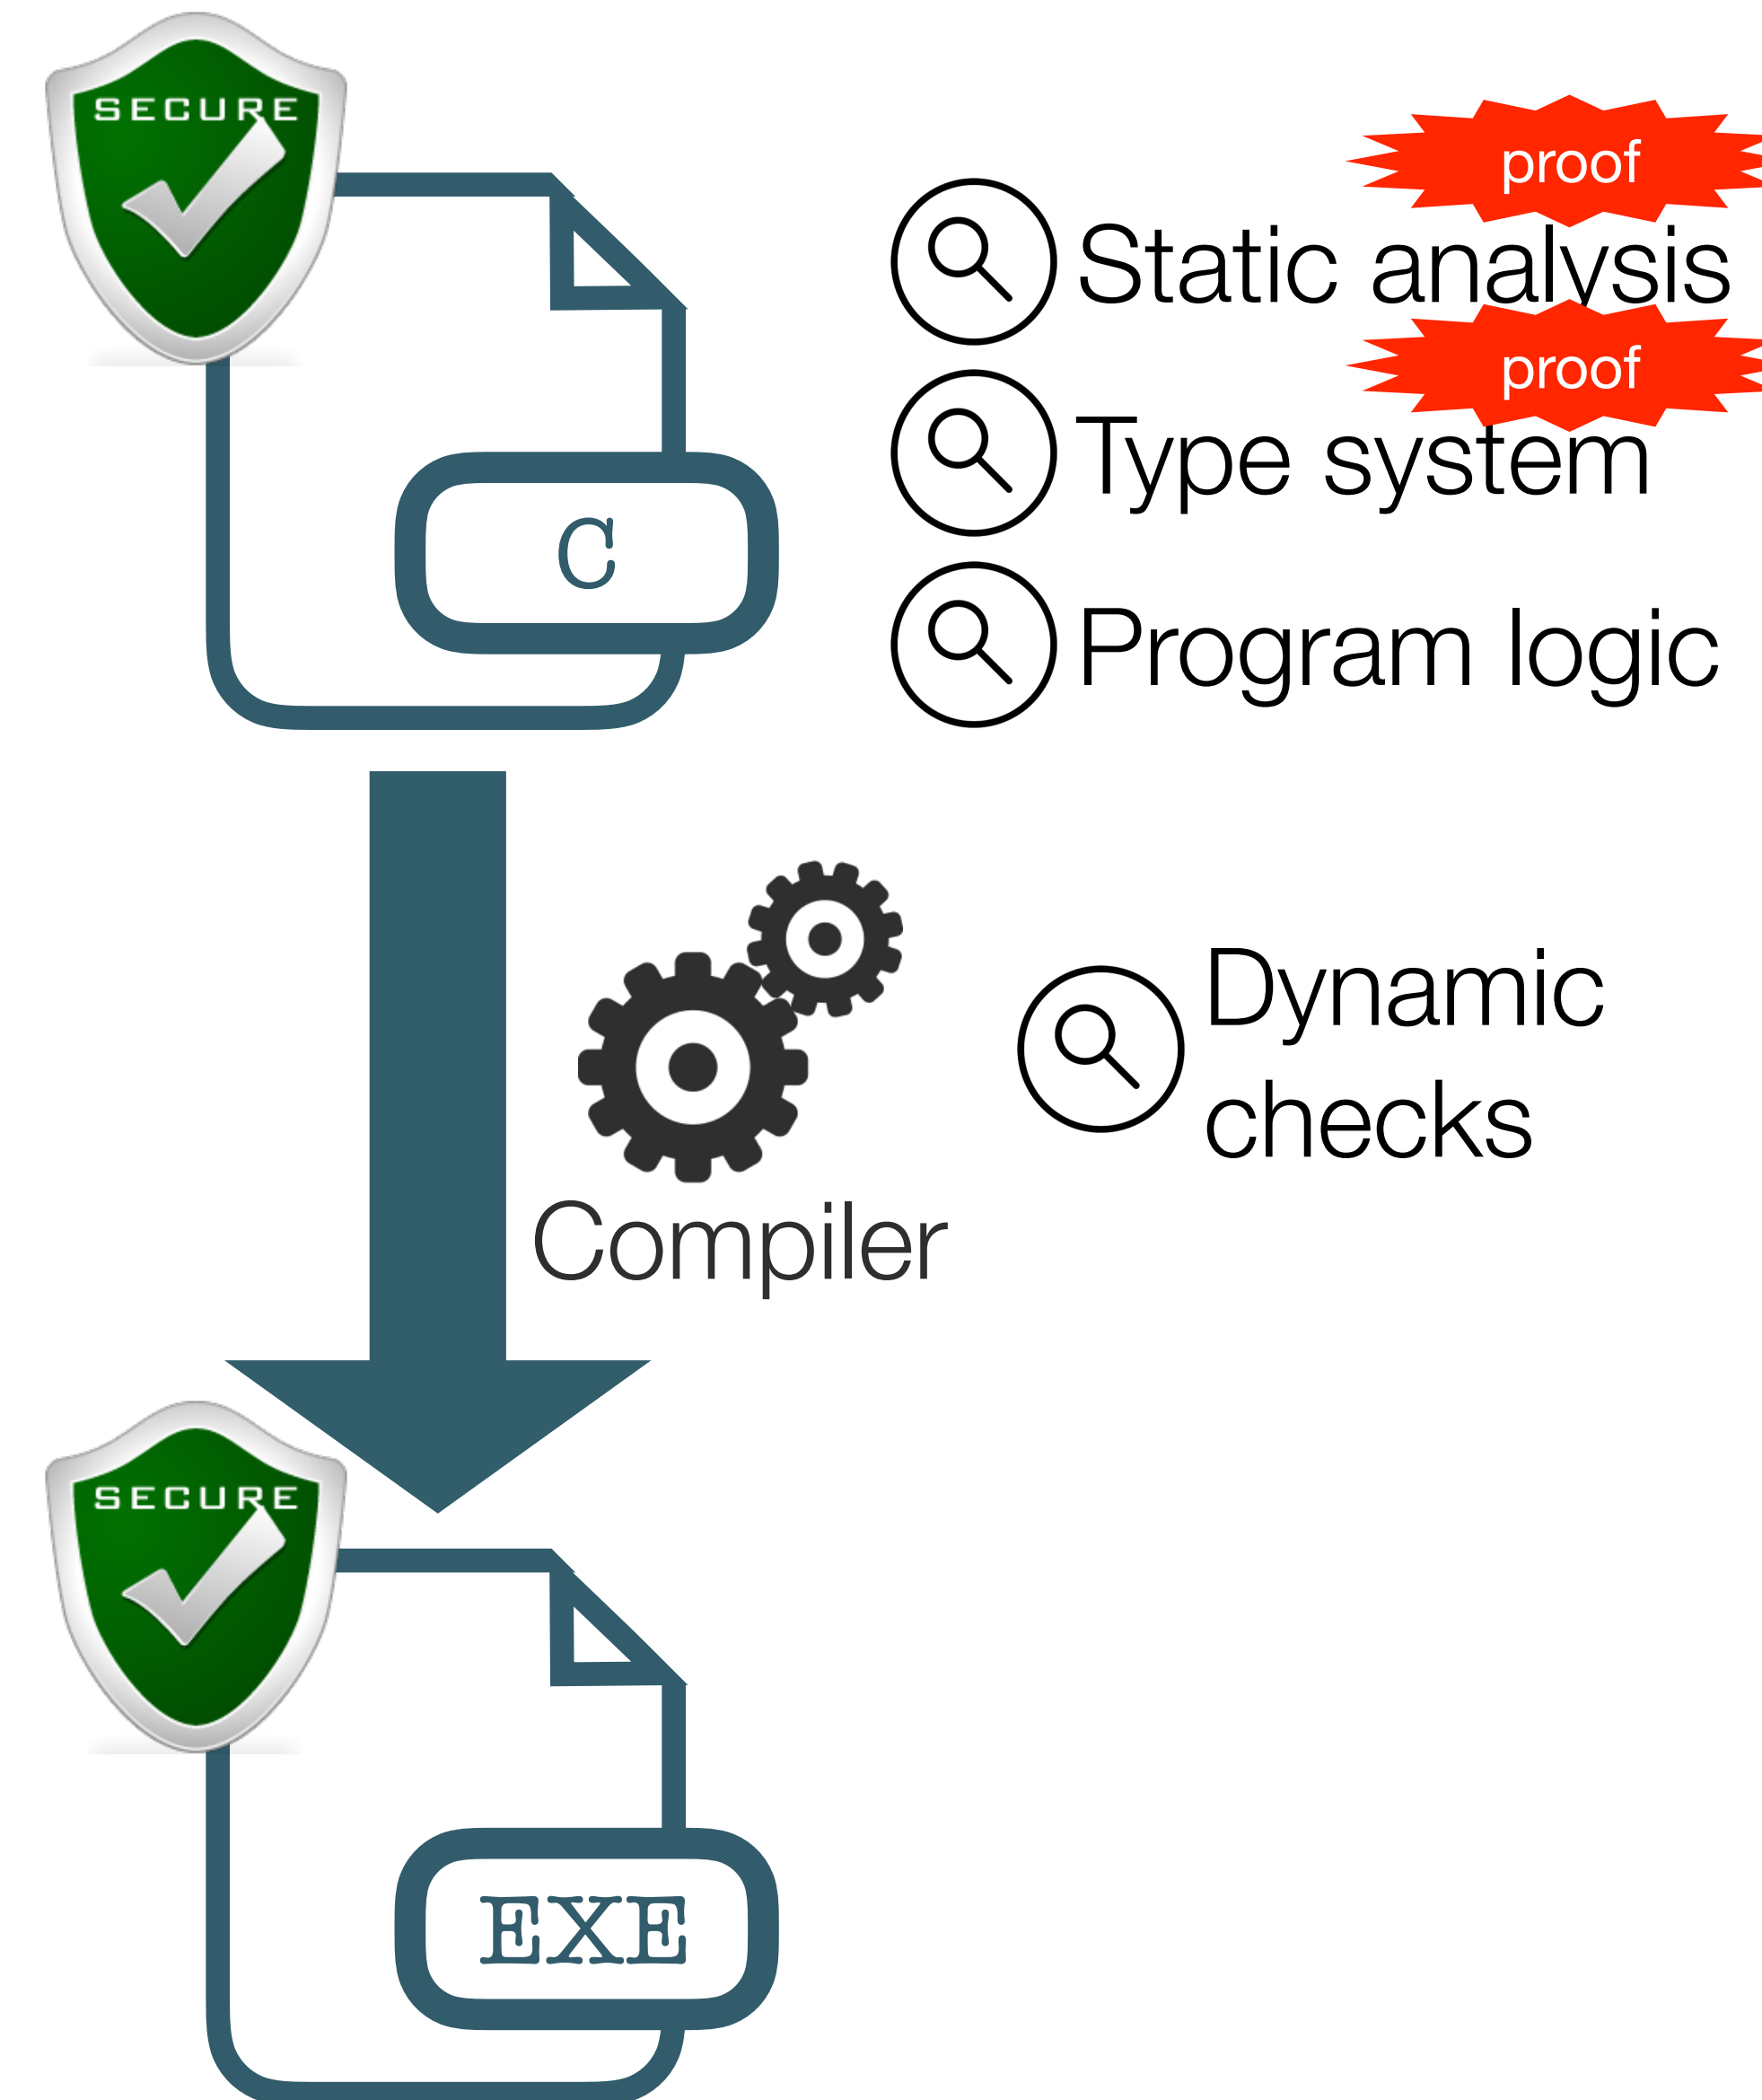 SECURE
proof
Static analysis
proof
Type system
C
Program logic
Dynamic
checks
Compiler
SECURE
EXE